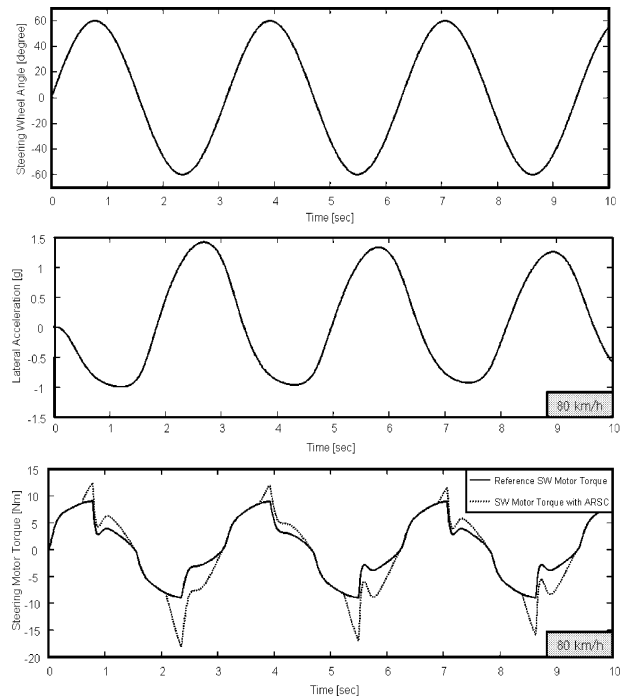 Steering Wheel Angle [degree]
60
40
20
0
-20
-40
-60
0 1 2 3 4 5 6 7 8 9 10
Time [sec]
Lateral Acceleration [g]
1.5
1
0.5
0
-0.5
-1
-1.5
80 km/h
0 1 2 3 4 5 6 7 8 9 10
Time [sec]
Steering Motor Torque [Nm]
15
10
5
0
-5
-10
-15
-20
Reference SW Motor Torque
SW Motor Torque with ARSC
80 km/h
0 1 2 3 4 5 6 7 8 9 10
Time [sec]